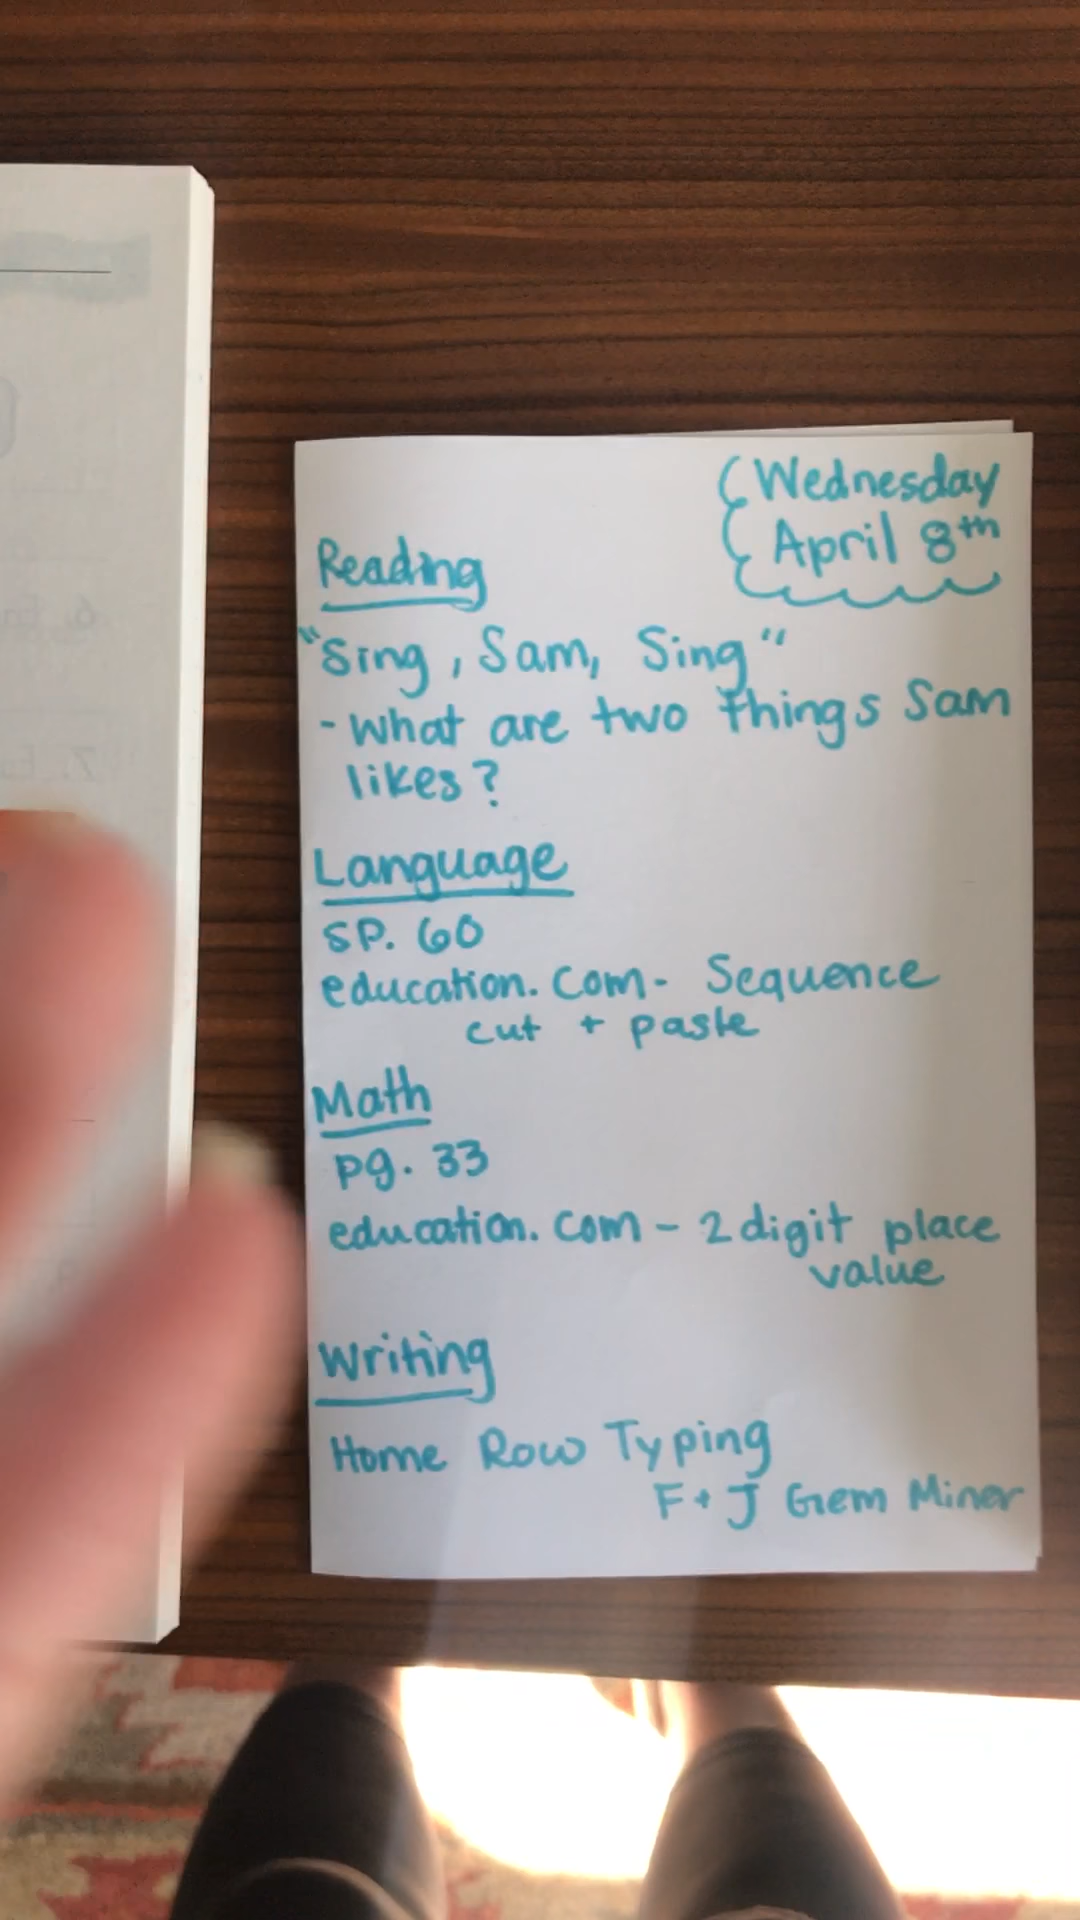 Wednesday
April 8th
Reading
"Sing, Sam, Sing"
- What are two things Sam
likes?
Language
SP. 60
education.com- Sequence
cut + paste
Math
pg. 33
education.com - 2 digit place
value
Writing
Home Row Typing
F + J Gem Miner